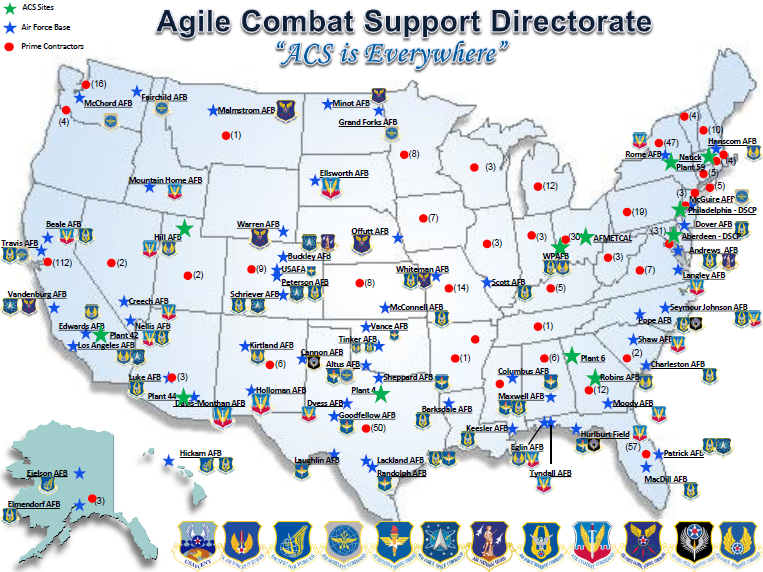 ACS Sites
Agile Combat Support Directorate
Air Force Base
"ACS is Everywhere"
Prime Contractors
(16)
McChord AFB
Fairchild AFB
(4)
Malmstrom AFB
(1)
Minot AFB
Grand Forks AFB
(8)
(3)
(12)
(4)
(10)
(47)
Hanscom AFB
Rome AFB
Natick
(4)
Plant 59
(5)
(5)
(3)
McGuire AFB
Philadelphia - DSCP
Mountain Home AFB
Ellsworth AFB
(7)
(19)
Dover AFB
(31)
Aberdeen - DSCP
Beale AFB
Travis AFB
(112)
(2)
Hill AFB
(2)
Warren AFB
Offutt AFB
Buckley AFB
(9)
USAFA
Peterson AFB
Schriever AFB
(8)
Whiteman AFB
(14)
(3)
(3)
(30)
AFMETCAL
WPAFB
(3)
(7)
Andrews AFB
Langley AFB
Scott AFB
(5)
Vandenburg AFB
Creech AFB
McConnell AFB
Seymour Johnson AFB
Pope AFB
Edwards AFB
Plant 42
Nellis AFB
Los Angeles AFB
Vance AFB
Tinker AFB
(1)
Shaw AFB
Kirtland AFB
Cannon AFB
(6)
Altus AFB
(1)
(6)
Plant 6
(2)
Charleston AFB
Luke AFB
(3)
Sheppard AFB
Columbus AFB
Robins AFB
Plant 44
Davis-Monthan AFB
Holloman AFB
Plant 4
Dyess AFB
Maxwell AFB
(12)
Moody AFB
Goodfellow AFB
(50)
Barksdale AFB
Keesler AFB
Eglin AFB
Hurlburt Field
(57)
Patrick AFB
Tyndall AFB
MacDill AFB
Laughlin AFB
Lackland AFB
Randolph AFB
Hickam AFB
Eielson AFB
Elmendorf AFB
(3)